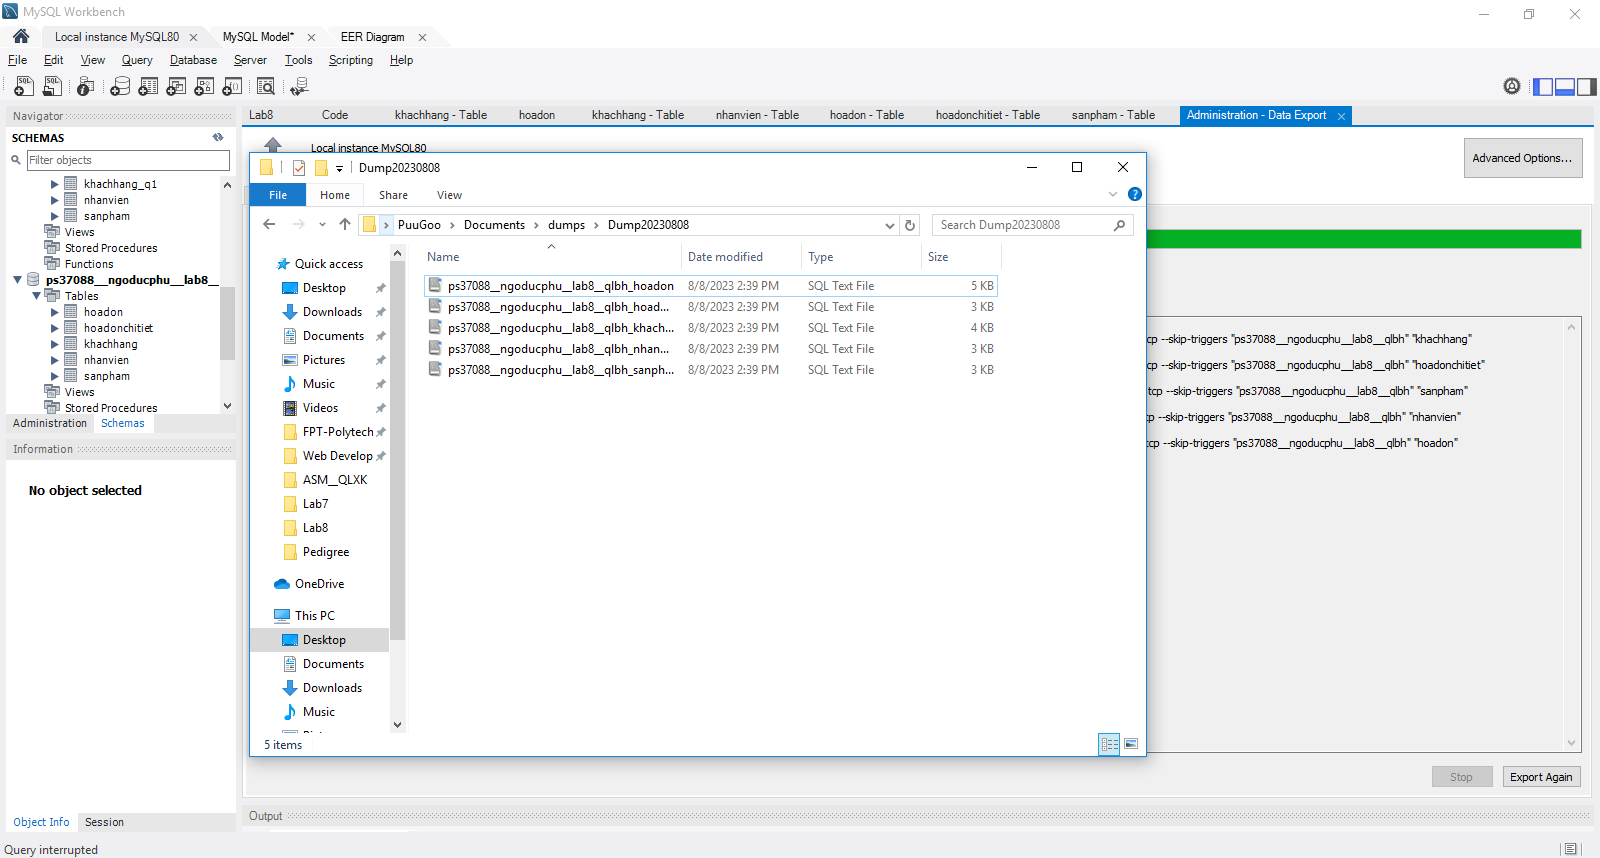 MySQL Workbench
Local instance MySQL80
MySQL Model*
EER Diagram
File Edit View Query Database Server Tools Scripting Help
Navigator
SCHEMAS
Filter objects
khachhang_q1
nhanvien
sanpham
Views
Stored Procedures
Functions
ps37088__ngoducphu__lab8__
Tables
hoadon
hoadonchitiet
khachhang
nhanvien
sanpham
Views
Stored Procedures
Administration Schemas
Information
No object selected
Object Info Session
Query interrupted
Lab8 Code khachhang - Table hoadon khachhang - Table nhanvien - Table hoadon - Table hoadonchitiet - Table sanpham - Table Administration - Data Export
Local instance MySQL80
Advanced Options...
Dump20230808
File Home Share View
PuuGoo > Documents > dumps > Dump20230808
Search Dump20230808
Quick access
Desktop
Downloads
Documents
Pictures
Music
Videos
FPT-Polytech
Web Develop
ASM__QLXK
Lab7
Lab8
Pedigree
OneDrive
This PC
Desktop
Documents
Downloads
Music
Name Date modified Type Size
ps37088__ngoducphu__lab8__qlbh_hoadon 8/8/2023 2:39 PM SQL Text File 5 KB
ps37088__ngoducphu__lab8__qlbh_hoad... 8/8/2023 2:39 PM SQL Text File 3 KB
ps37088__ngoducphu__lab8__qlbh_khach... 8/8/2023 2:39 PM SQL Text File 4 KB
ps37088__ngoducphu__lab8__qlbh_nhan... 8/8/2023 2:39 PM SQL Text File 3 KB
ps37088__ngoducphu__lab8__qlbh_sanph... 8/8/2023 2:39 PM SQL Text File 3 KB
5 items
cp --skip-triggers "ps37088__ngoducphu__lab8__qlbh" "khachhang"
cp --skip-triggers "ps37088__ngoducphu__lab8__qlbh" "hoadonchitiet"
tcp --skip-triggers "ps37088__ngoducphu__lab8__qlbh" "sanpham"
cp --skip-triggers "ps37088__ngoducphu__lab8__qlbh" "nhanvien"
cp --skip-triggers "ps37088__ngoducphu__lab8__qlbh" "hoadon"
Stop Export Again
Output